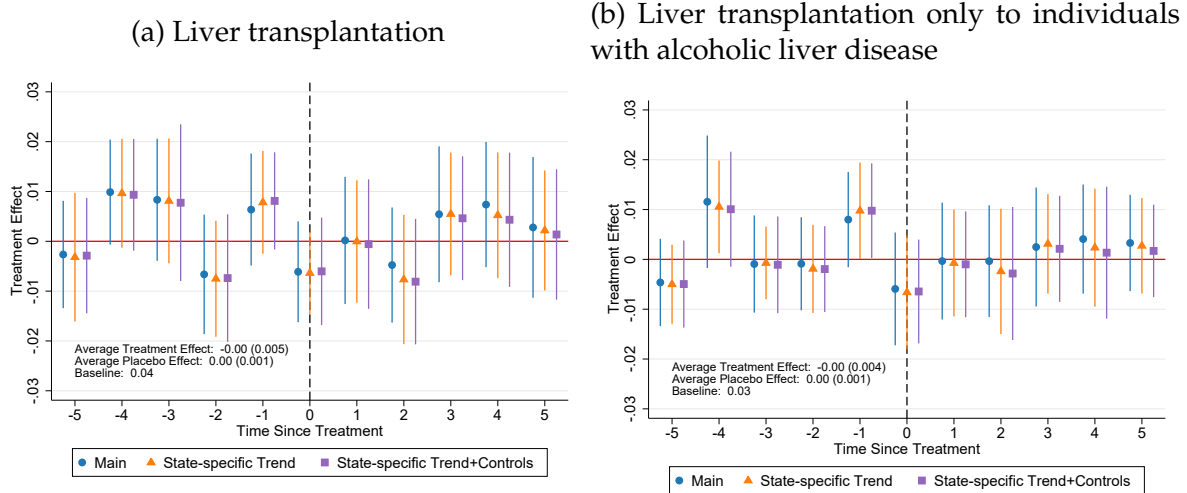 (a) Liver transplantation
(b) Liver transplantation only to individuals
with alcoholic liver disease
Treatment Effect
.03
.02
.01
0
-.01
-.02
-.03
Average Treatment Effect: -0.00 (0.005)
Average Placebo Effect: 0.00 (0.001)
Baseline: 0.04
-5 -4 -3 -2 -1 0 1 2 3 4 5
Time Since Treatment
Main State-specific Trend State-specific Trend+Controls
Treatment Effect
.03
.02
.01
0
-.01
-.02
-.03
Average Treatment Effect: -0.00 (0.004)
Average Placebo Effect: 0.00 (0.001)
Baseline: 0.03
-5 -4 -3 -2 -1 0 1 2 3 4 5
Time Since Treatment
Main State-specific Trend State-specific Trend+Controls